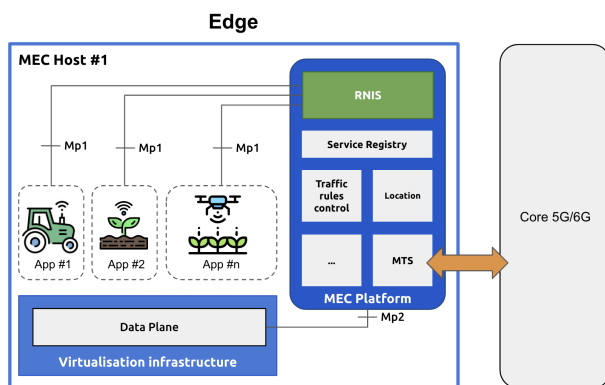 Edge
MEC Host #1
RNIS
Mp1
Mp1
Mp1
Service Registry
Traffic
rules
control
Location
App #1
App #2
App #n
...
MTS
Core 5G/6G
MEC Platform
Mp2
Data Plane
Virtualisation infrastructure